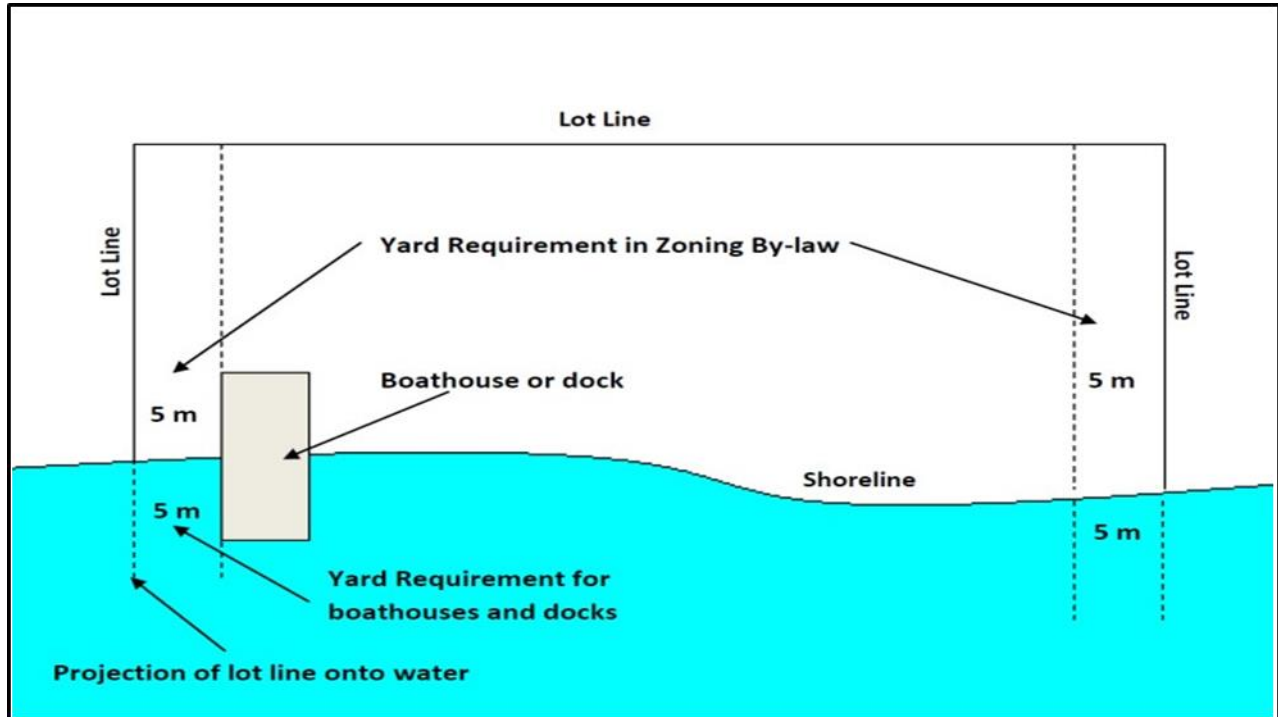 Lot Line
Lot Line
Yard Requirement in Zoning By-law
Lot Line
Boathouse or dock
5 m
5 m
Shoreline
5 m
5 m
Yard Requirement for
boathouses and docks
Projection of lot line onto water